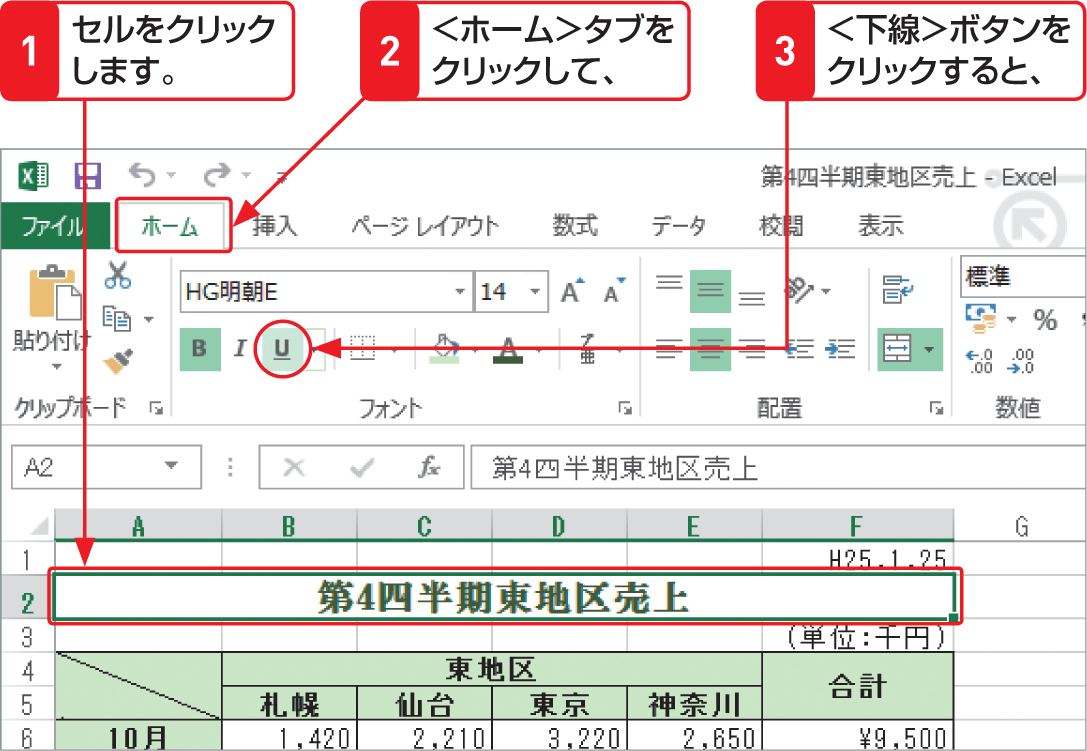 1 セルをクリック
します。
2 <ホーム>タブを
クリックして、
3 <下線>ボタンを
クリックすると、
第4四半期東地区売上 - Excel
ファイル ホーム 挿入 ページ レイアウト 数式 データ 校閲 表示
貼り付け
HG明朝E 14 A A
標準
B I U A
%
クリップボード フォント 配置 数値
A2 fx 第4四半期東地区売上
A B C D E F G
1 H25.1.25
2 第4四半期東地区売上
3 (単位:千円)
4 東地区 合計
5 札幌 仙台 東京 神奈川
6 10月 1,420 2,210 3,220 2,650 ¥9,500